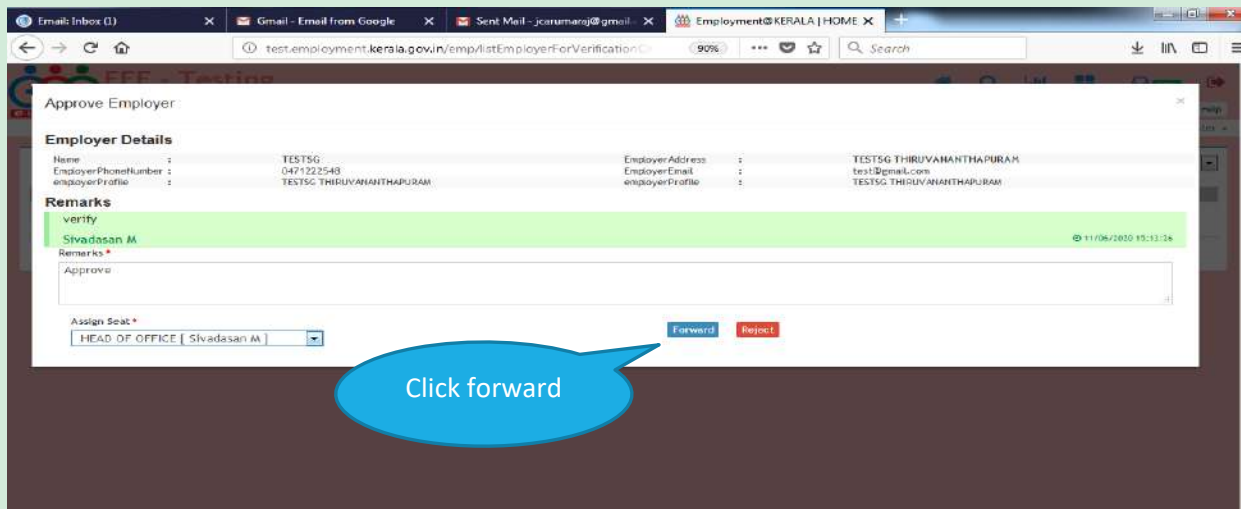 Email: Inbox (1)
Gmail - Email from Google
Sent Mail - jcarumaraj@gmail
Employment@KERALA | HOME
test.employment.kerala.gov.in/emp/listEmployerForVerification
90%
Search
EEE - Testing
Approve Employer
Employer Details
Name : TESTSG EmployerAddress : TESTSG THIRUVANANTHAPURAM
EmployerPhoneNumber : 0471222548 EmployerEmail : test@gmail.com
employerProfile : TESTSG THIRUVANANTHAPURAM employerProfile : TESTSG THIRUVANANTHAPURAM
Remarks
verify
Sivadasan M 11/06/2020 15:13:26
Remarks *
Approve
Assign Seat *
HEAD OF OFFICE [ Sivadasan M ]
Forward Reject
Click forward